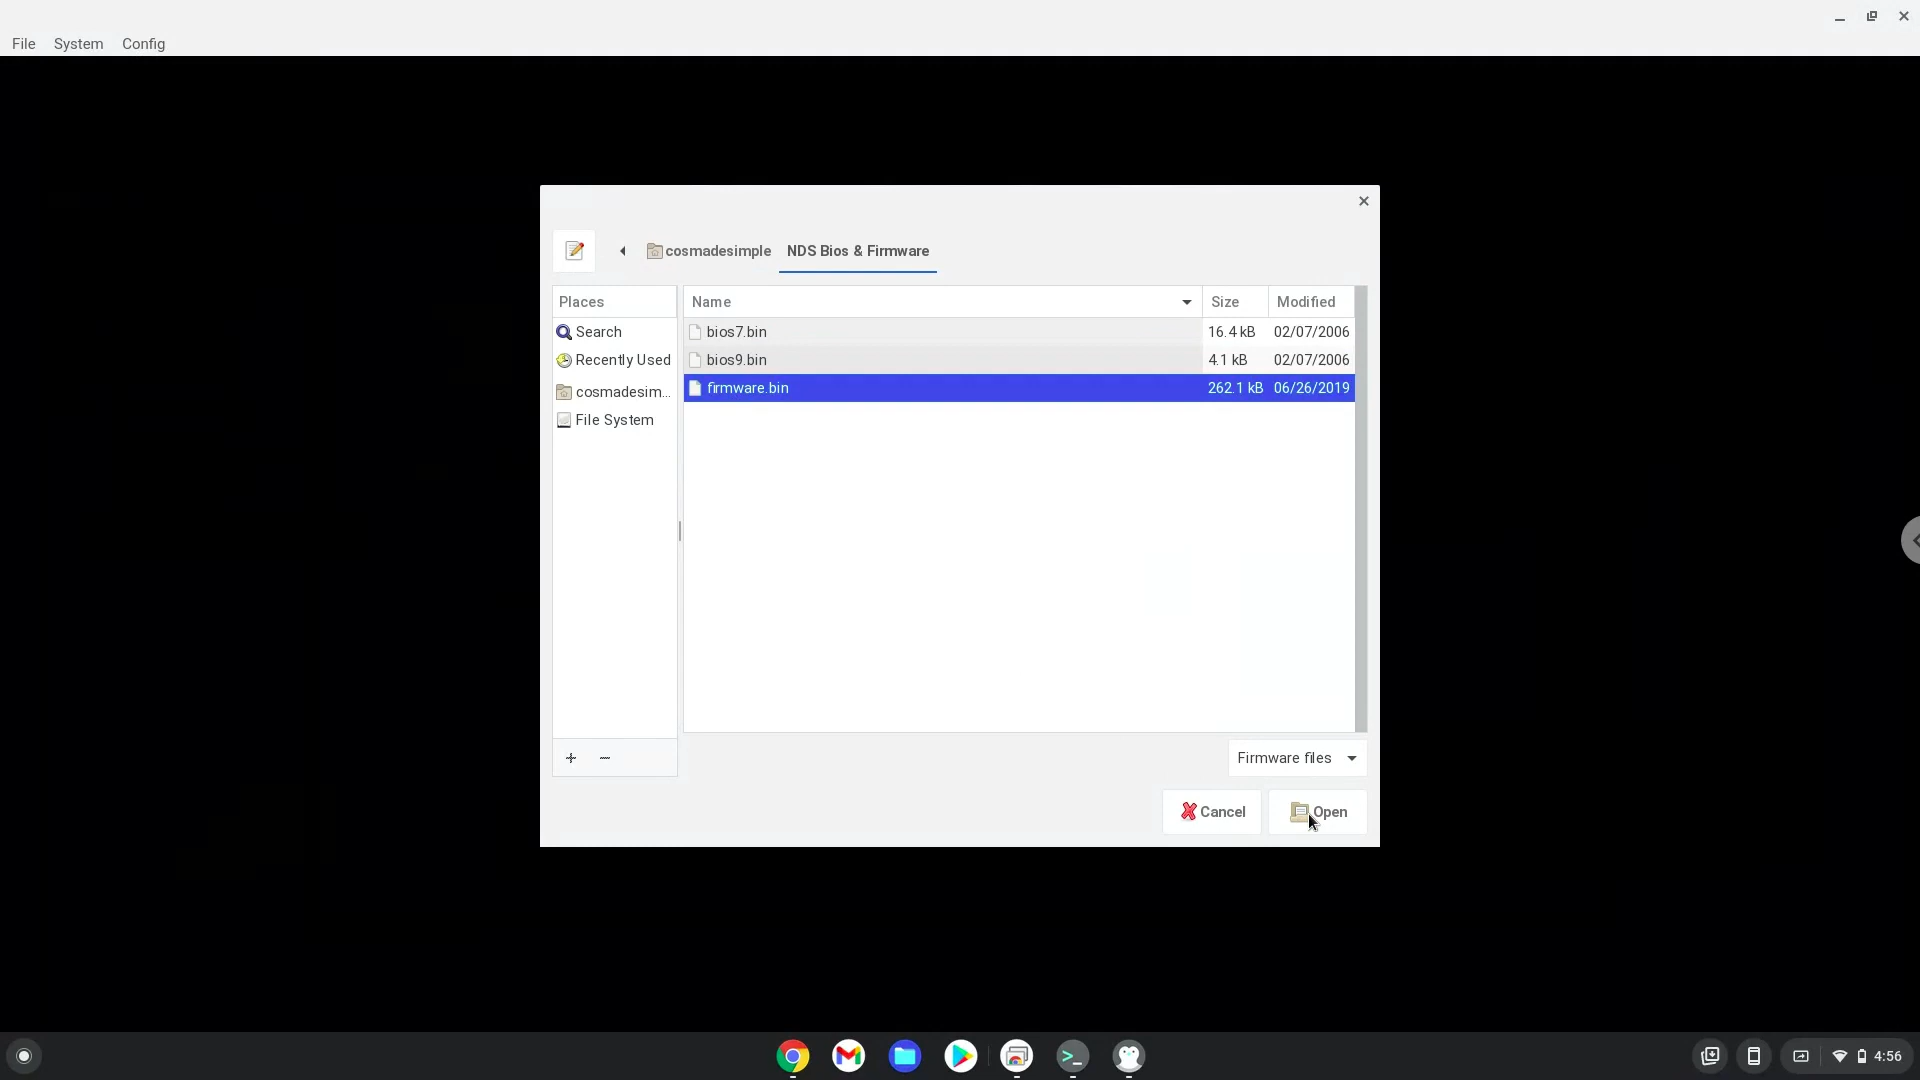 File System Config
cosmadesimple NDS Bios & Firmware
Places
Search
Recently Used
cosmadesim...
File System
Name Size Modified
bios7.bin 16.4 kB 02/07/2006
bios9.bin 4.1 kB 02/07/2006
firmware.bin 262.1 kB 06/26/2019
Firmware files
Cancel Open
4:56